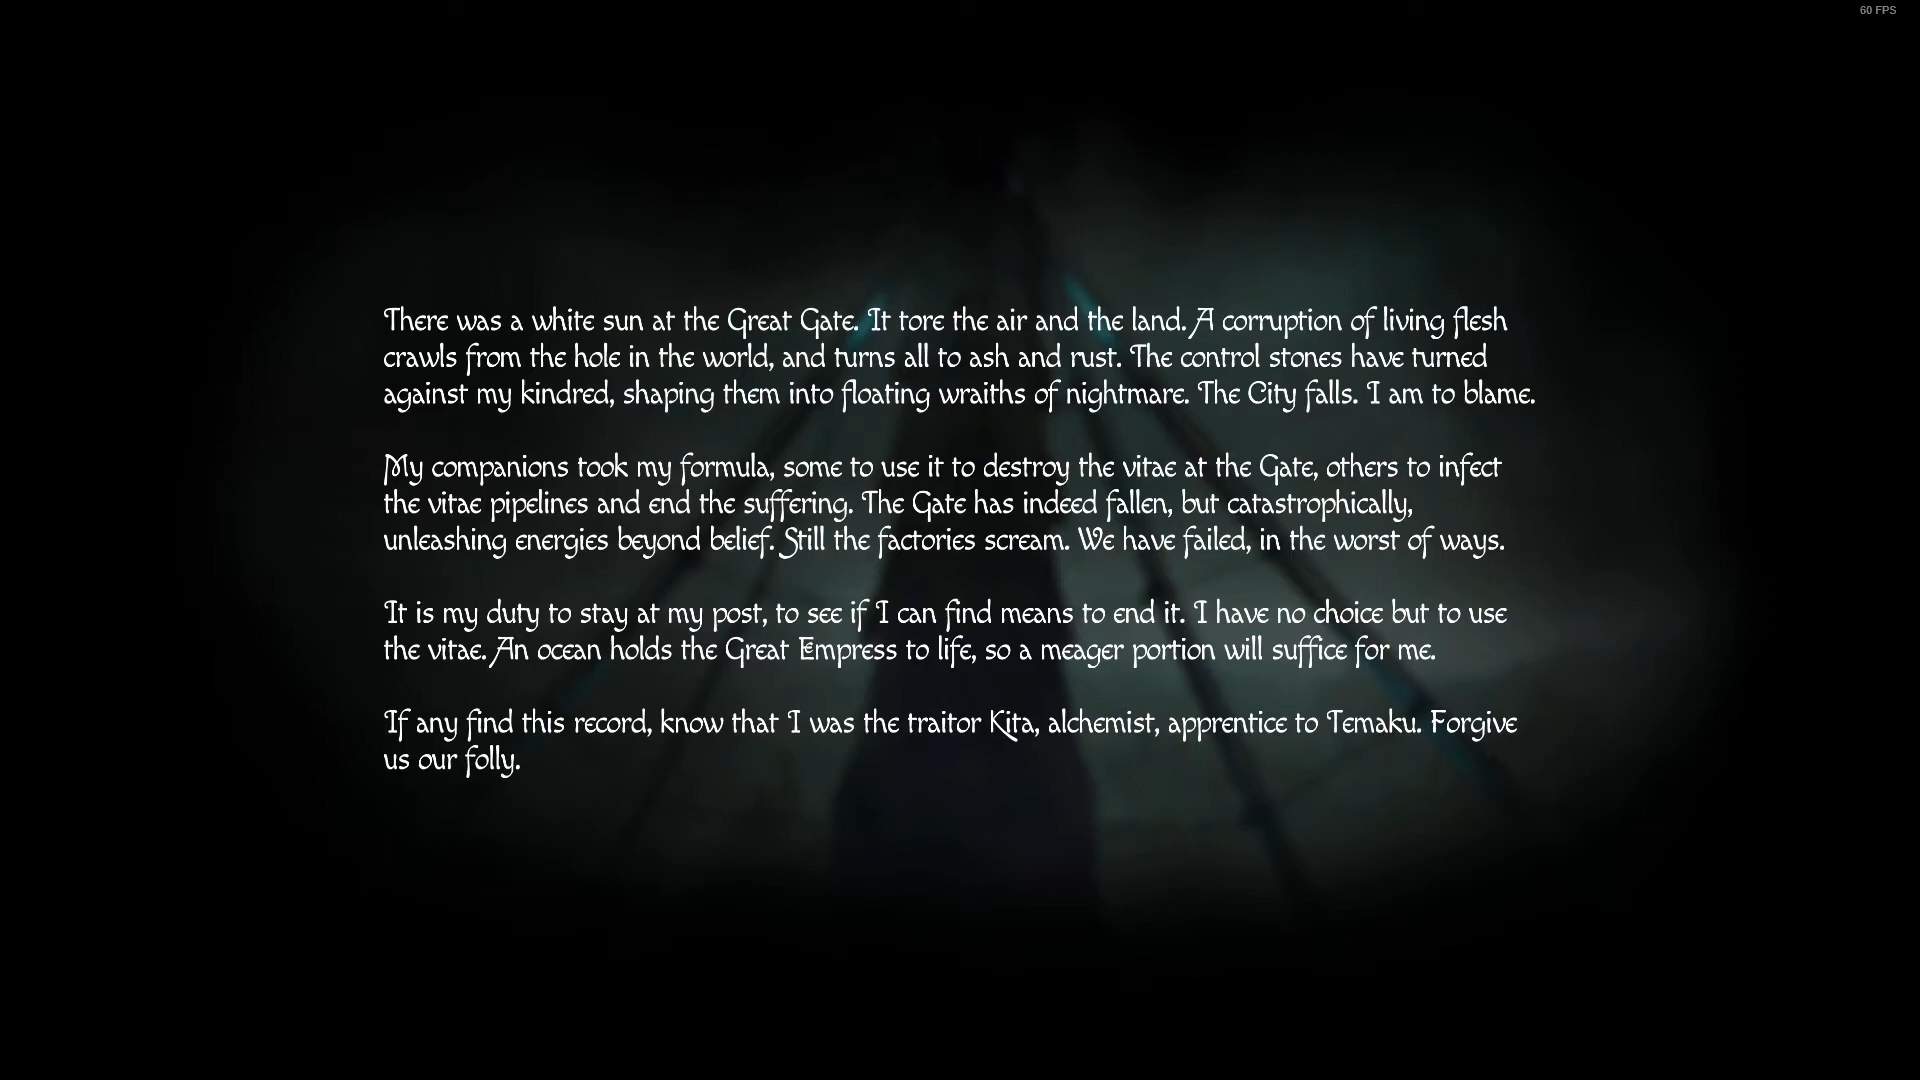 60 FPS
There was a white sun at the Great Gate. It tore the air and the land. A corruption of living flesh
crawls from the hole in the world, and turns all to ash and rust. The control stones have turned
against my kindred, shaping them into floating wraiths of nightmare. The City falls. I am to blame.
My companions took my formula, some to use it to destroy the vitae at the Gate, others to infect
the vitae pipelines and end the suffering. The Gate has indeed fallen, but catastrophically,
unleashing energies beyond belief. Still the factories scream. We have failed, in the worst of ways.
It is my duty to stay at my post, to see if I can find means to end it. I have no choice but to use
the vitae. An ocean holds the Great Empress to life, so a meager portion will suffice for me.
If any find this record, know that I was the traitor Kita, alchemist, apprentice to Temaku. Forgive
us our folly.